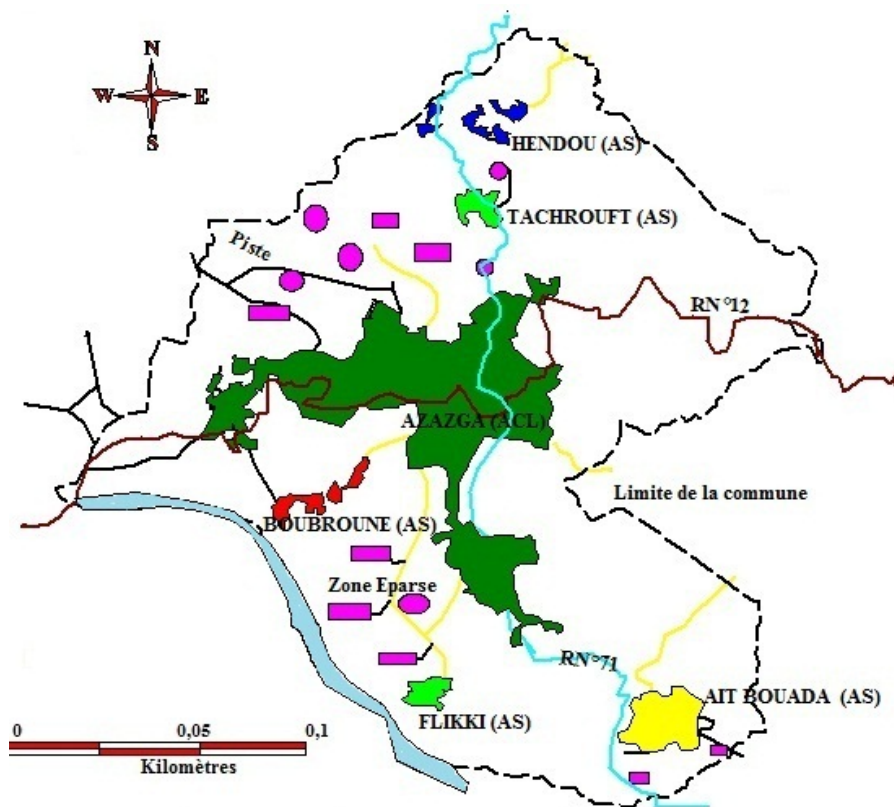 N
W E
S
HENDOU (AS)
TACHROUFT (AS)
Piste
RN°12
AZAZGA (ACL)
Limite de la commune
BOUBROUNE (AS)
Zone Eparse
RN°71
AIT BOUADA (AS)
FLIKKI (AS)
0 0,05 0,1
Kilomètres